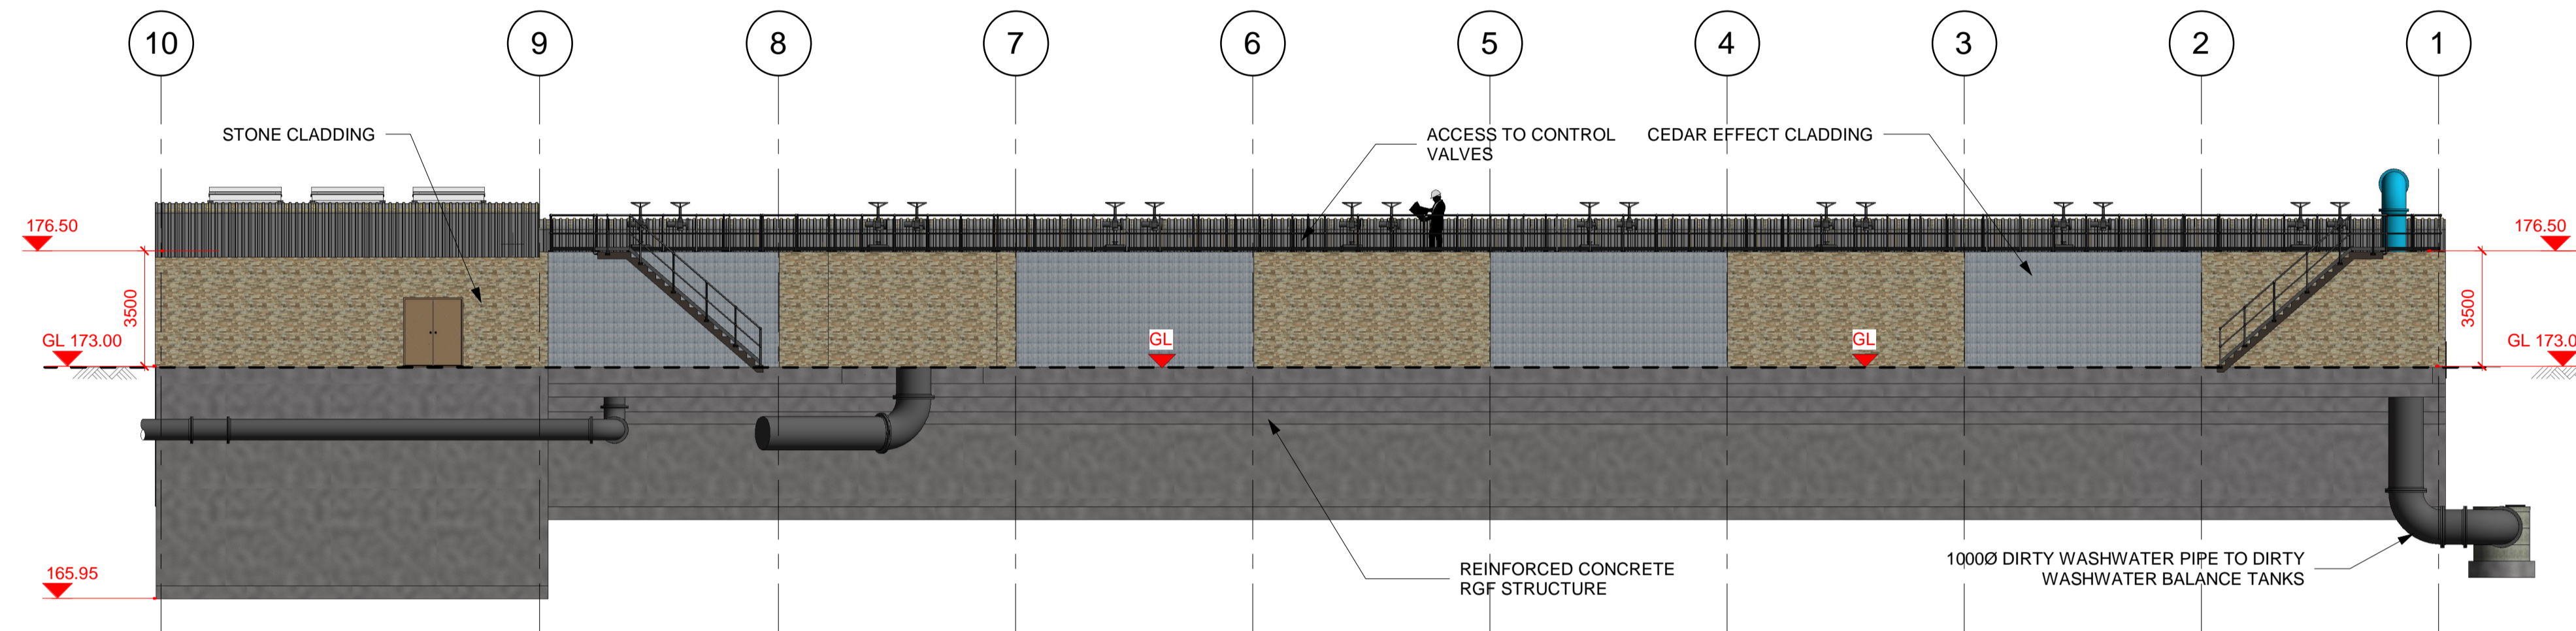 10 9 8 7 6 5 4 3 2 1
STONE CLADDING
ACCESS TO CONTROL
VALVES
CEDAR EFFECT CLADDING
176.50
176.50
3500
3500
GL 173.00
GL
GL
GL 173.0
165.95
REINFORCED CONCRETE
RGF STRUCTURE
1000Ø DIRTY WASHWATER PIPE TO DIRTY
WASHWATER BALANCE TANKS